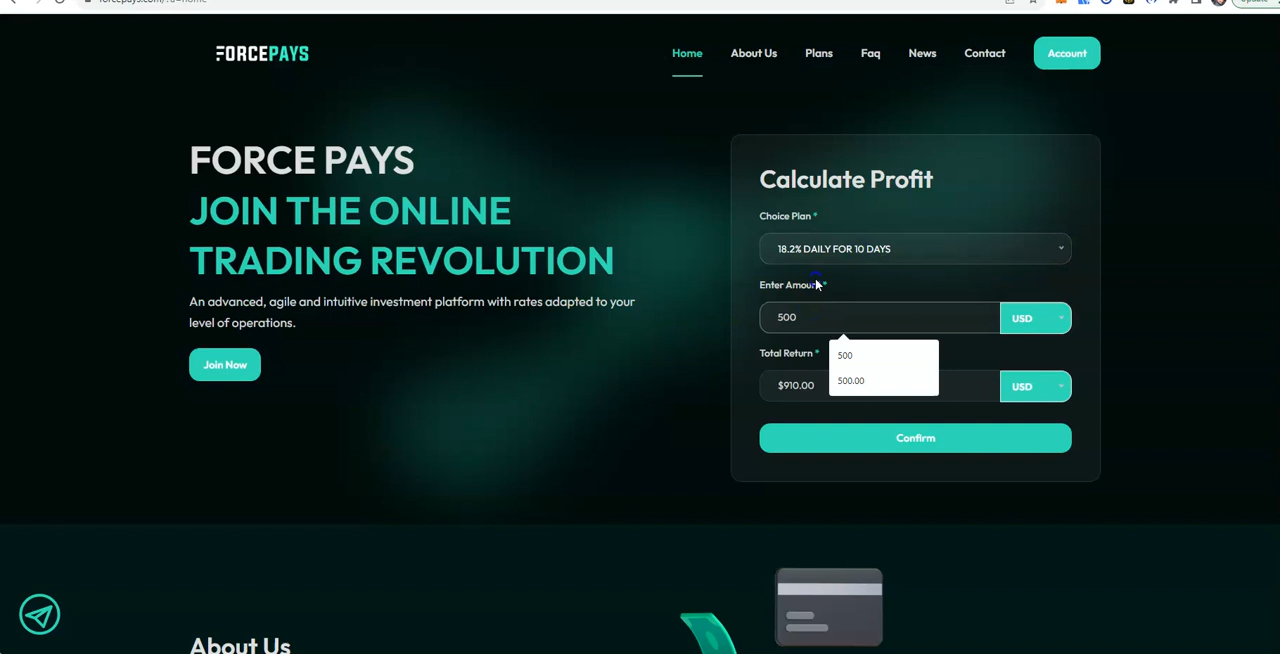 FORCEPAYS
Home
About Us
Plans
Faq
News
Contact
Account
FORCE PAYS
JOIN THE ONLINE
TRADING REVOLUTION
An advanced, agile and intuitive investment platform with rates adapted to your
level of operations.
Join Now
Calculate Profit
Choice Plan *
18.2% DAILY FOR 10 DAYS
Enter Amount *
500
USD
500
500.00
Total Return *
$910.00
USD
Confirm
About Us